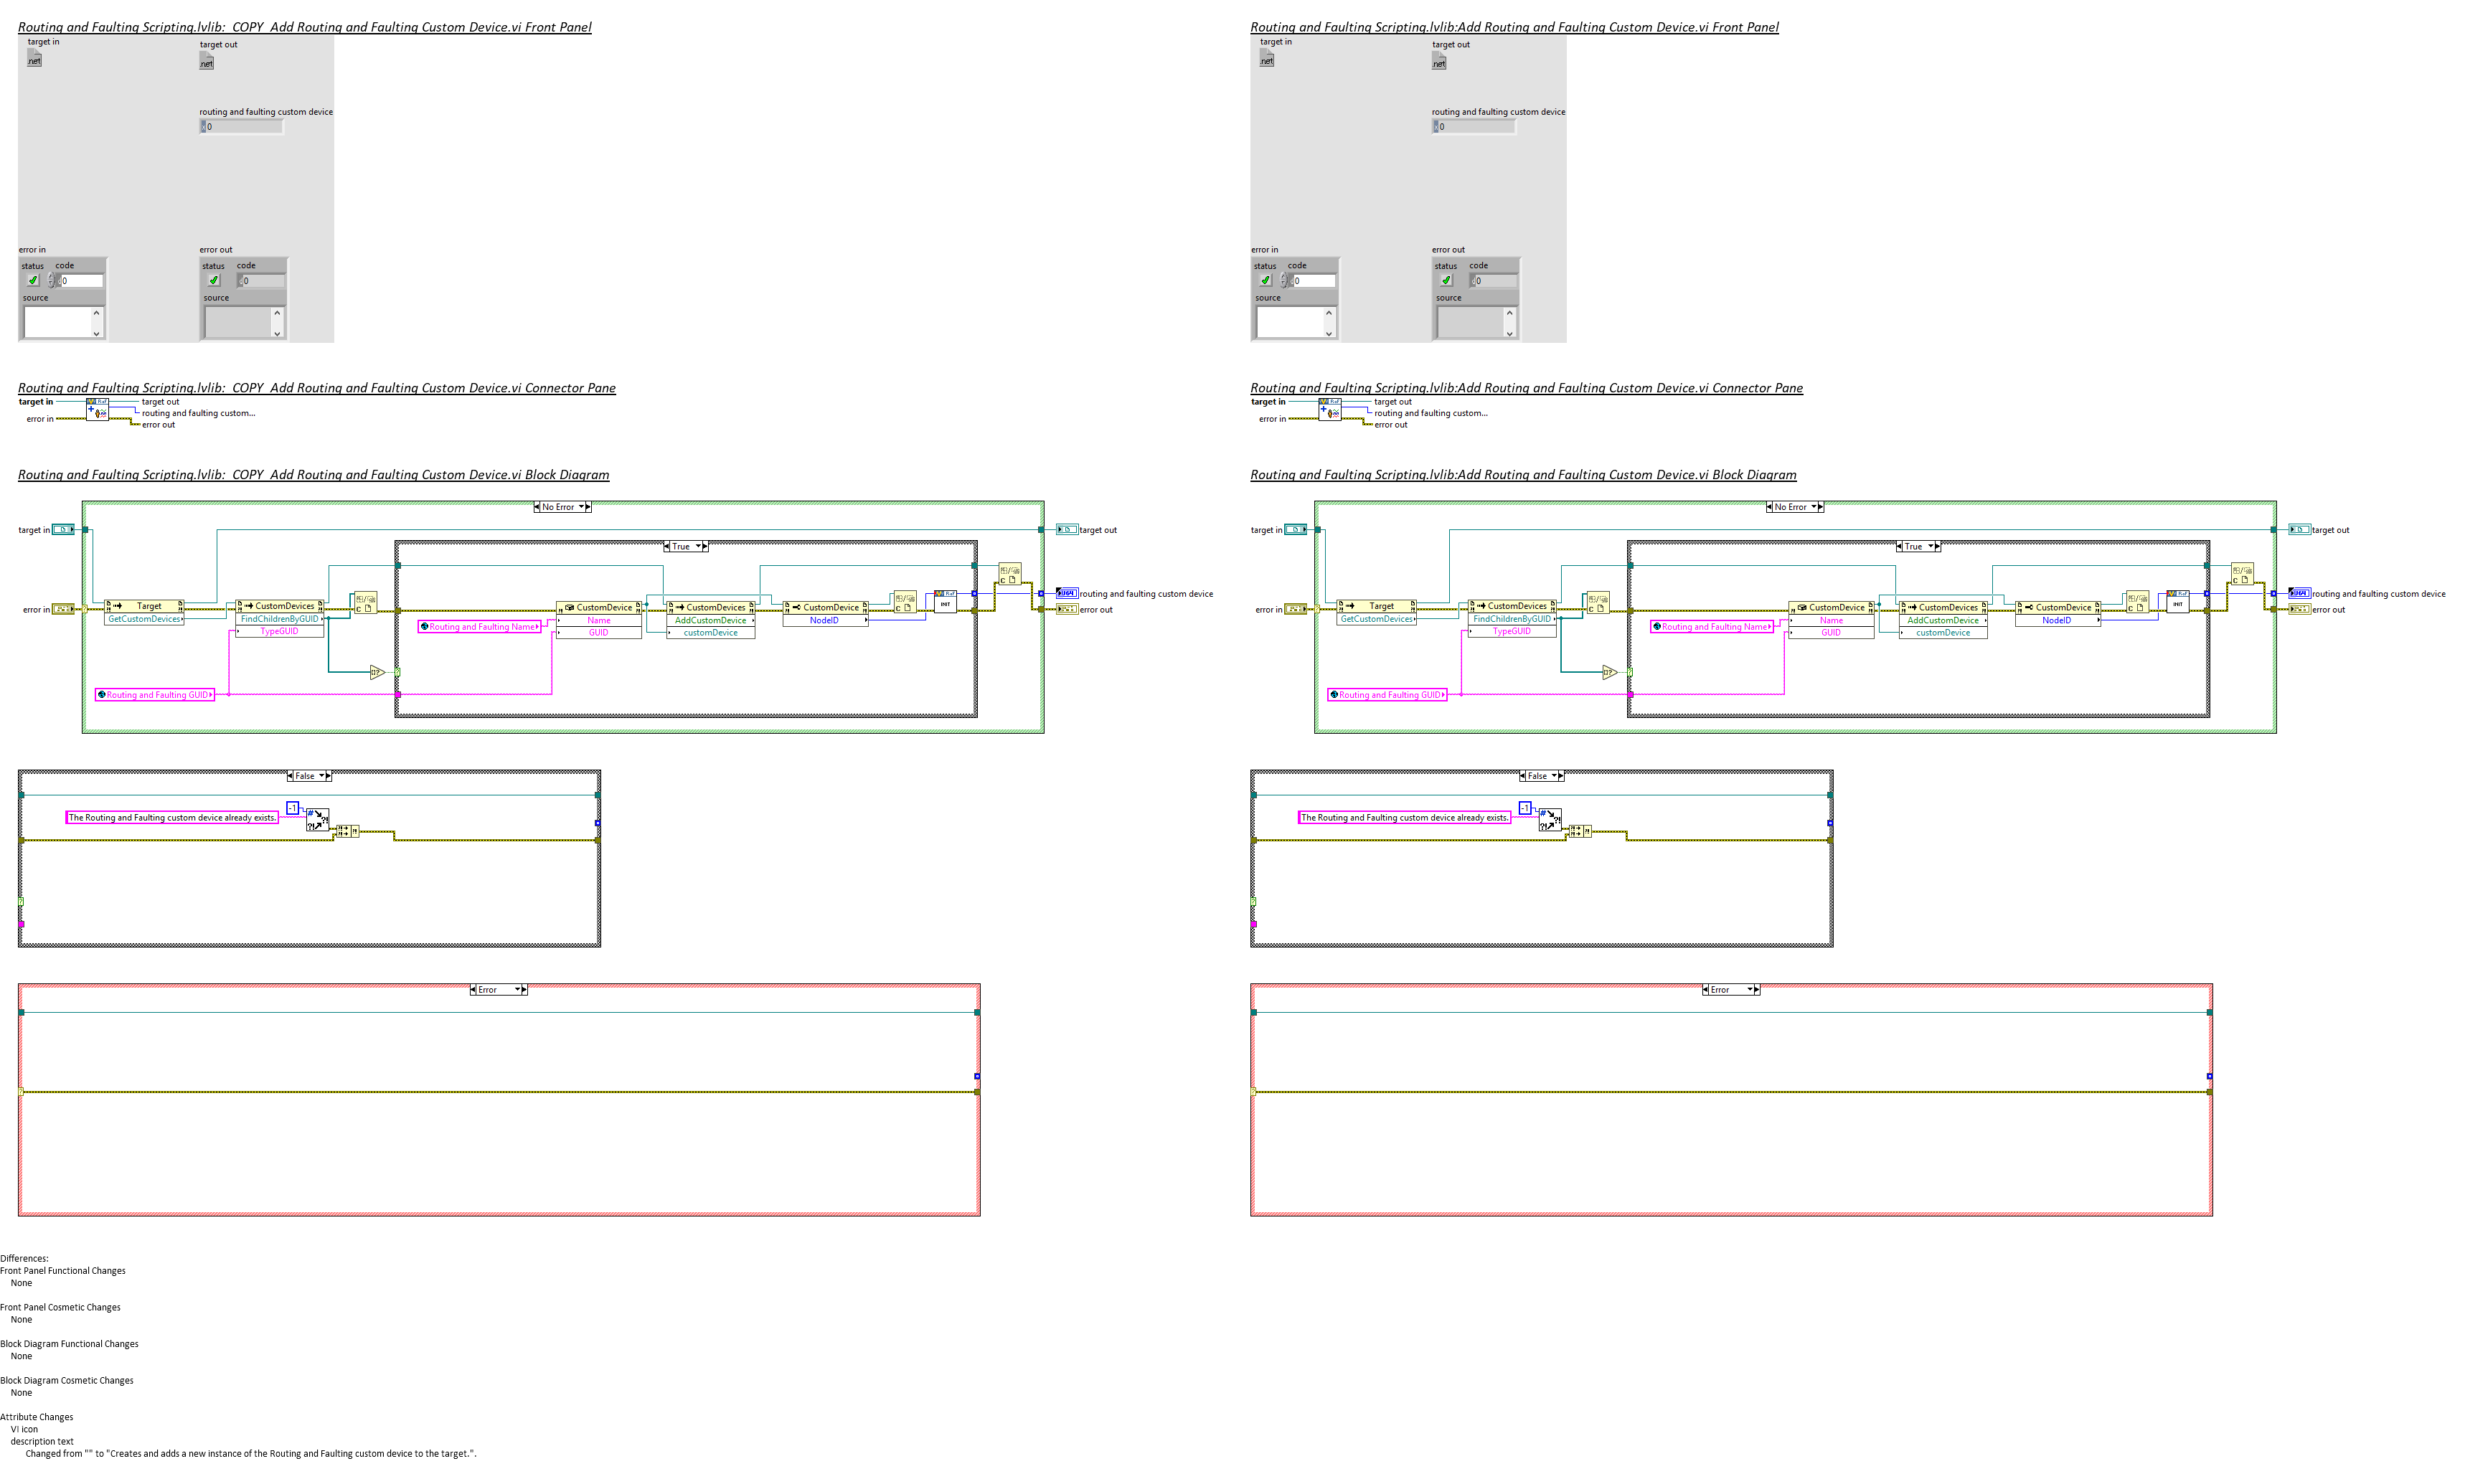 Routing and Faulting Scripting.lvlib:_COPY_Add Routing and Faulting Custom Device.vi Front Panel
target in
target out
.net
.net
routing and faulting custom device
0
error in
error out
status code
status code
0
0
source
source
Routing and Faulting Scripting.lvlib:_COPY_Add Routing and Faulting Custom Device.vi Connector Pane
target in
target out
routing and faulting custom...
error in
error out
Routing and Faulting Scripting.lvlib:_COPY_Add Routing and Faulting Custom Device.vi Block Diagram
No Error
target in
target out
True
routing and faulting custom device
error in
error out
Target
GetCustomDevices
CustomDevices
FindChildrenByGUID
TypeGUID
CustomDevice
Name
GUID
CustomDevices
AddCustomDevice
customDevice
CustomDevice
NodeID
INIT
Routing and Faulting Name
Routing and Faulting GUID
False
-1
The Routing and Faulting custom device already exists.
Error
Routing and Faulting Scripting.lvlib:Add Routing and Faulting Custom Device.vi Front Panel
target in
target out
.net
.net
routing and faulting custom device
0
error in
error out
status code
status code
0
0
source
source
Routing and Faulting Scripting.lvlib:Add Routing and Faulting Custom Device.vi Connector Pane
target in
target out
routing and faulting custom...
error in
error out
Routing and Faulting Scripting.lvlib:Add Routing and Faulting Custom Device.vi Block Diagram
No Error
target in
target out
True
routing and faulting custom device
error in
error out
Target
GetCustomDevices
CustomDevices
FindChildrenByGUID
TypeGUID
CustomDevice
Name
GUID
CustomDevices
AddCustomDevice
customDevice
CustomDevice
NodeID
INIT
Routing and Faulting Name
Routing and Faulting GUID
False
-1
The Routing and Faulting custom device already exists.
Error
Differences:
Front Panel Functional Changes
None
Front Panel Cosmetic Changes
None
Block Diagram Functional Changes
None
Block Diagram Cosmetic Changes
None
Attribute Changes
VI icon
description text
Changed from "" to "Creates and adds a new instance of the Routing and Faulting custom device to the target.".